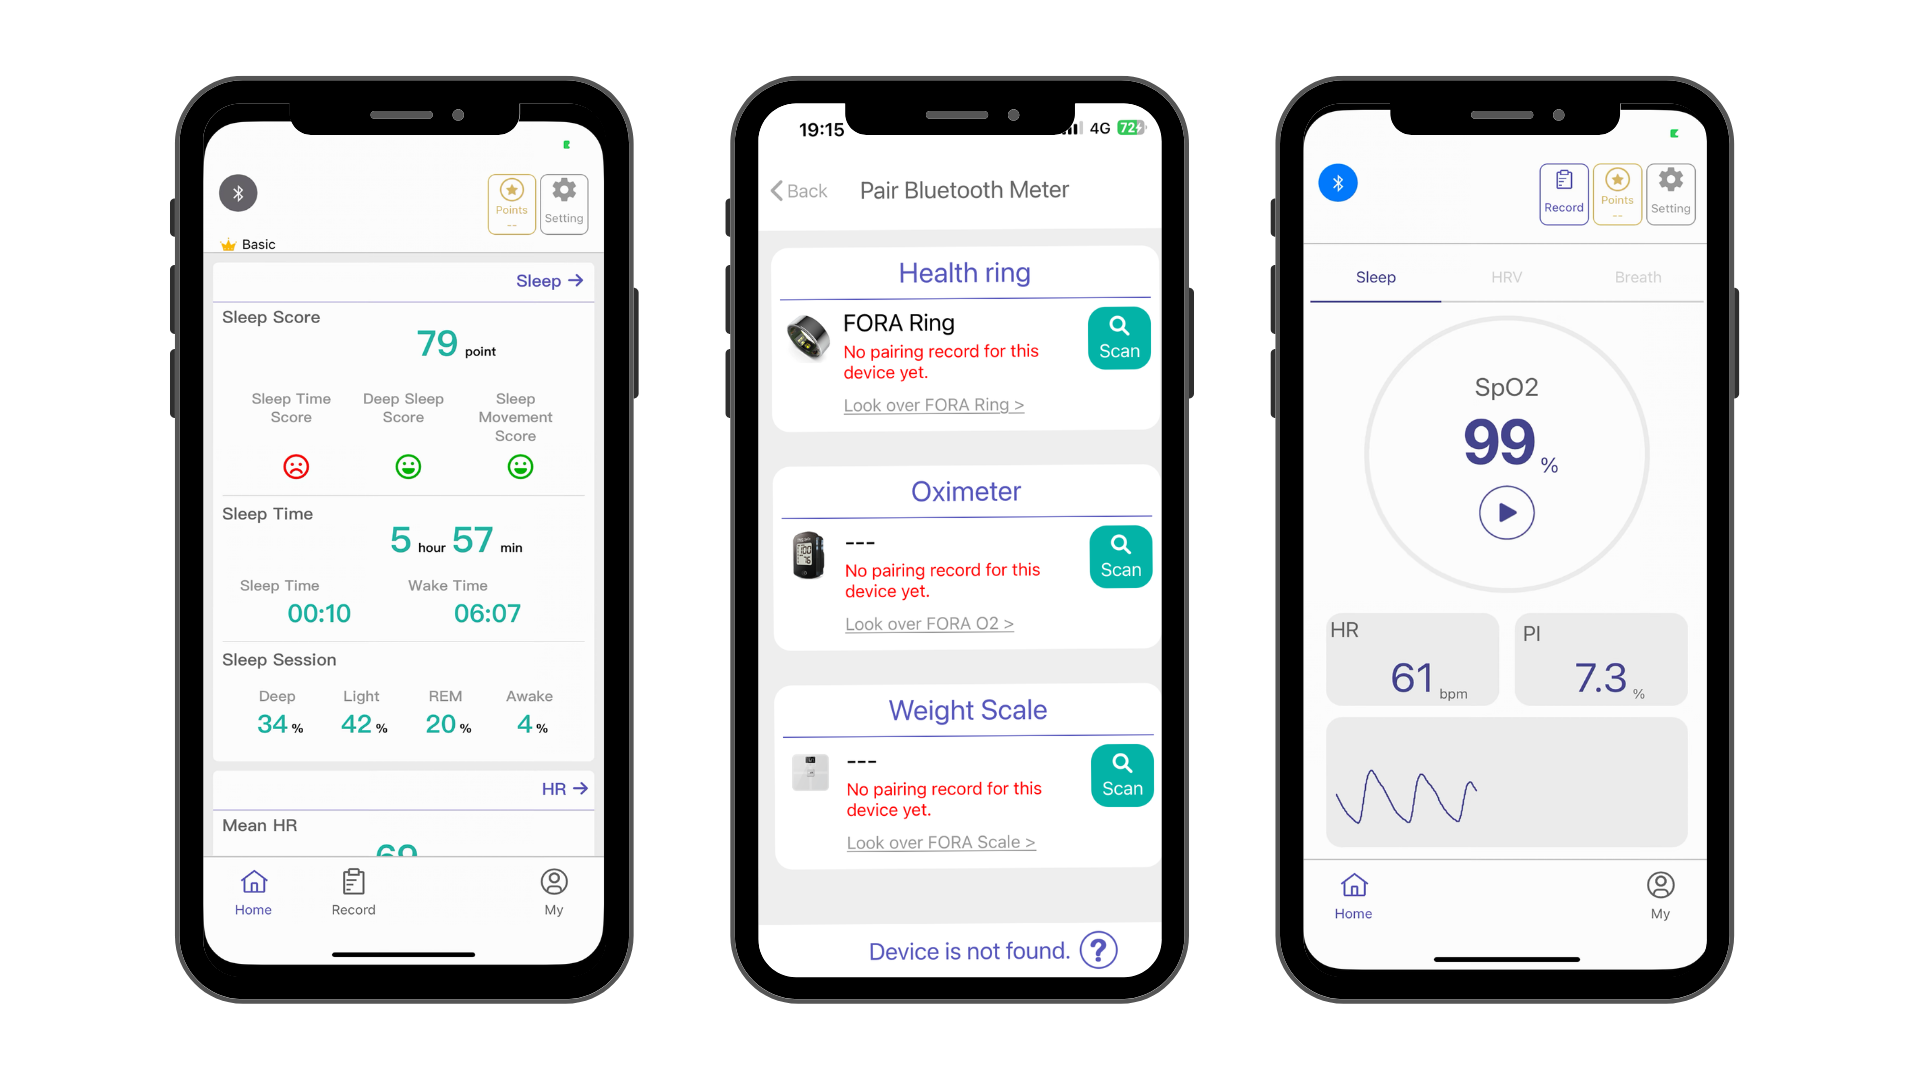 Points
--
Setting
Basic
Sleep →
Sleep Score
79 point
Sleep Time
Score
Deep Sleep
Score
Sleep
Movement
Score
Sleep Time
5 hour 57 min
Sleep Time
Wake Time
00:10
06:07
Sleep Session
Deep
Light
REM
Awake
34 %
42 %
20 %
4 %
HR →
Mean HR
Home
Record
My
19:15
4G 72
Back
Pair Bluetooth Meter
Health ring
FORA Ring
No pairing record for this
device yet.
Scan
Look over FORA Ring >
Oximeter
---
No pairing record for this
device yet.
Scan
Look over FORA O2 >
Weight Scale
---
No pairing record for this
device yet.
Scan
Look over FORA Scale >
Device is not found. ?
Record
Points
--
Setting
Sleep
HRV
Breath
SpO2
99 %
HR
61 bpm
PI
7.3 %
Home
My